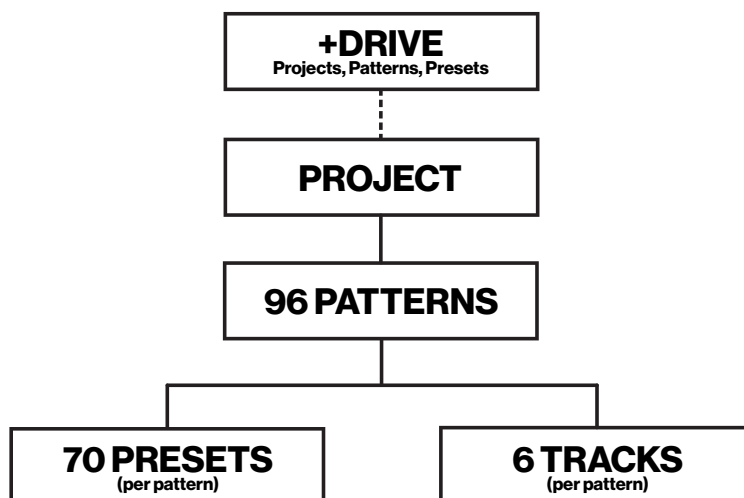 +DRIVE
Projects, Patterns, Presets
PROJECT
96 PATTERNS
70 PRESETS
(per pattern)
6 TRACKS
(per pattern)